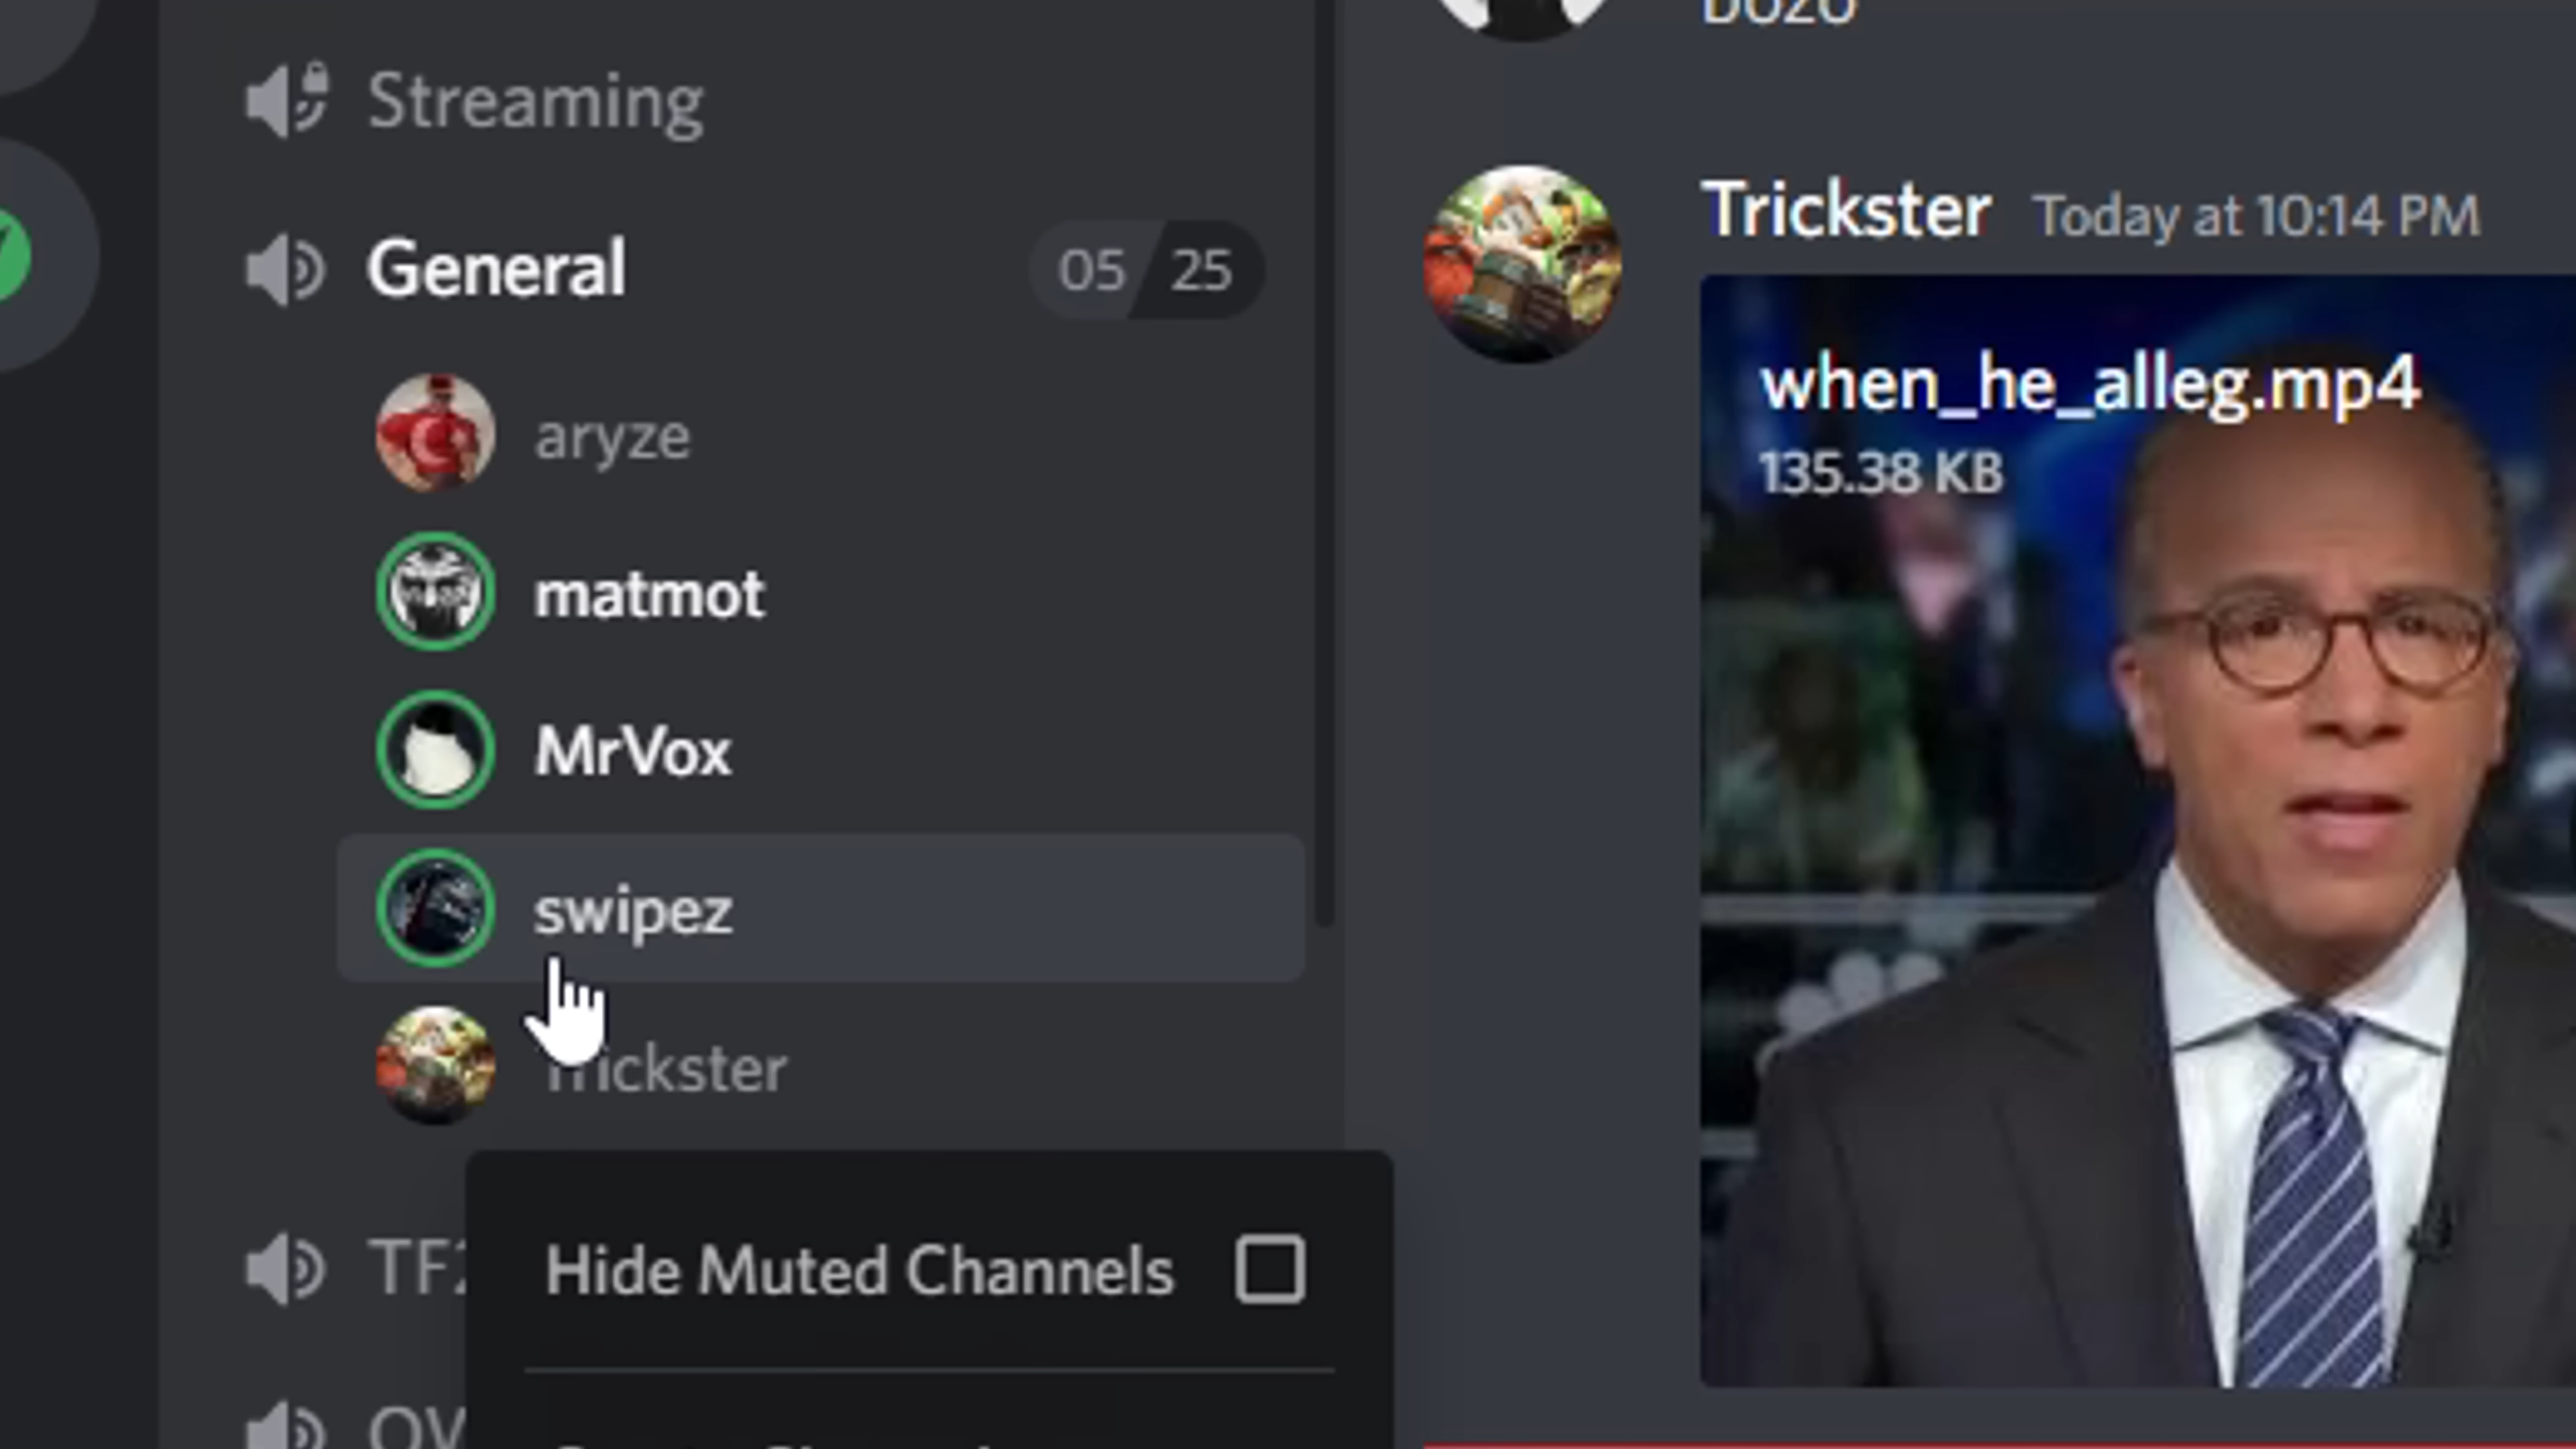 Streaming
General 05 / 25
aryze
matmot
MrVox
swipez
Trickster
Hide Muted Channels
Trickster Today at 10:14 PM
when_he_alleg.mp4
135.38 KB